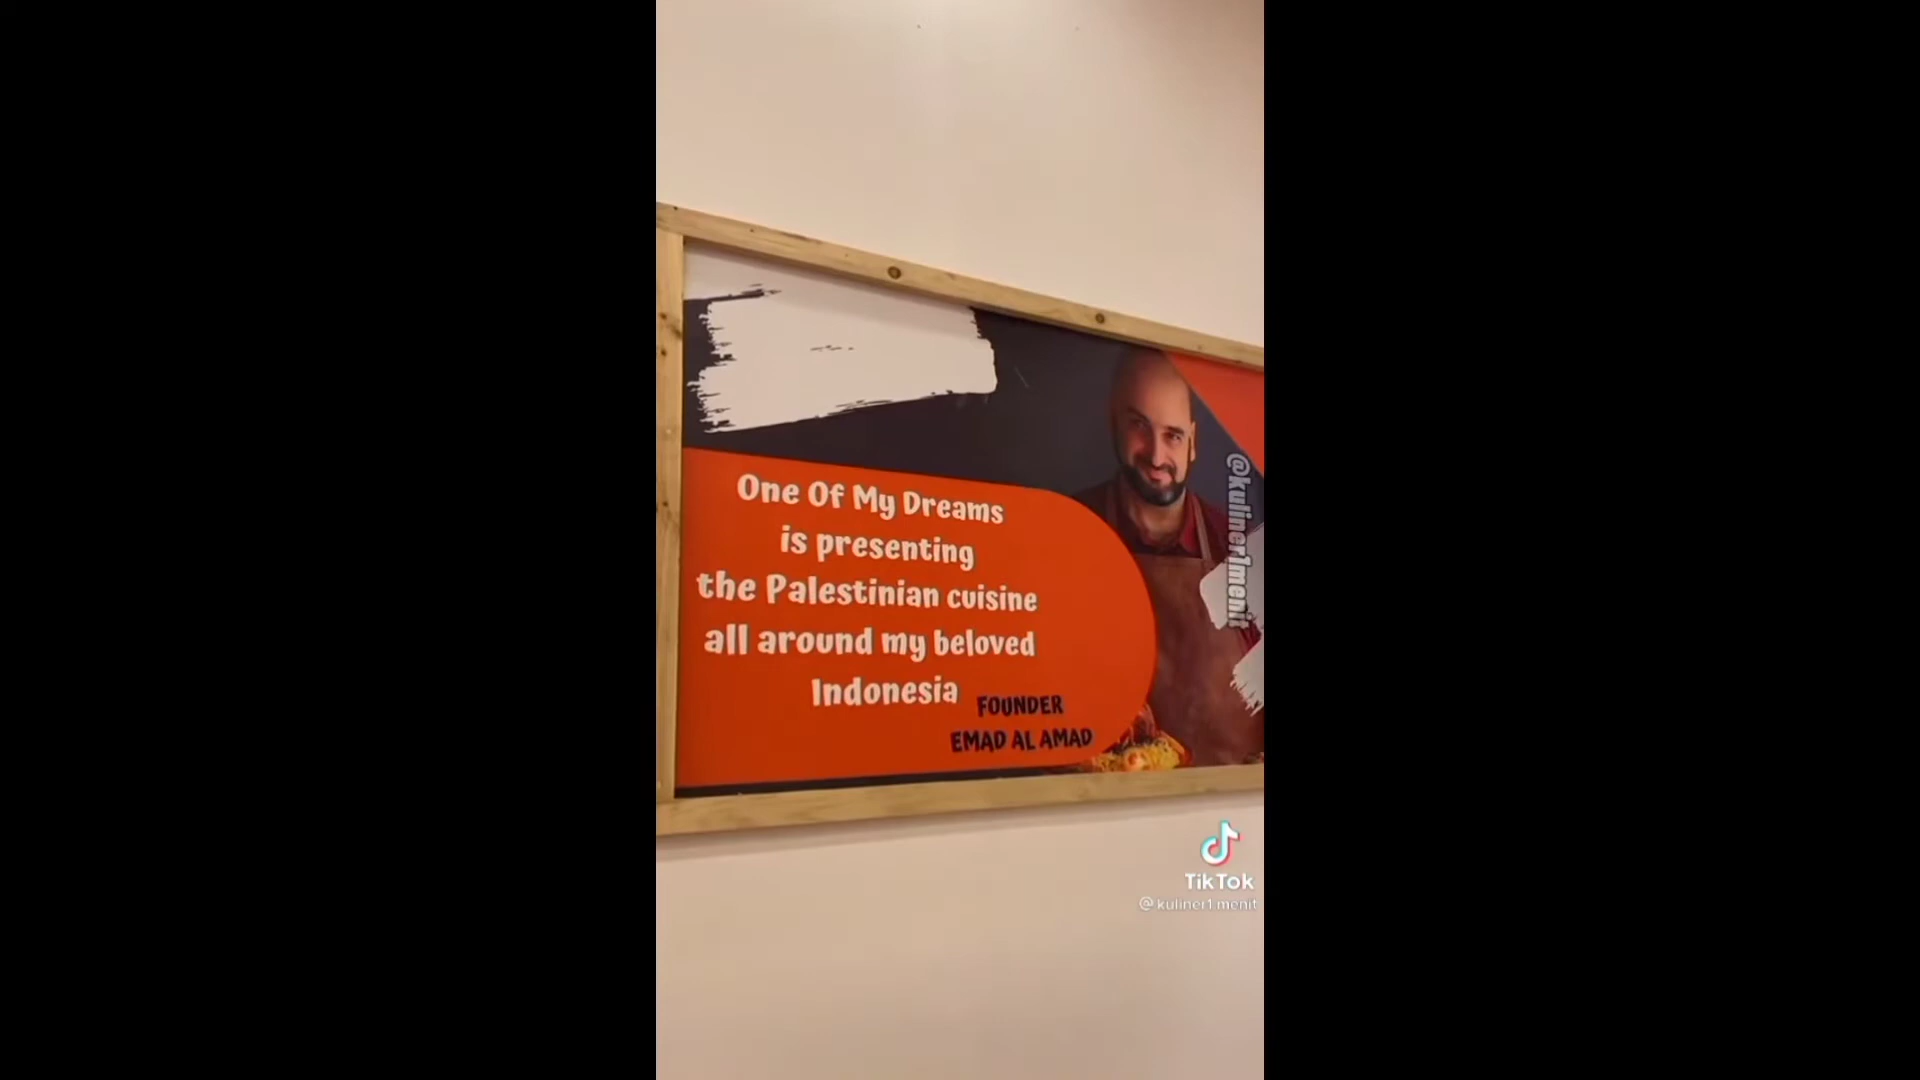 One Of My Dreams
is presenting
the Palestinian cuisine
all around my beloved
Indonesia
FOUNDER
EMAD AL AMAD
@kuliner1menit
TikTok
@kuliner1.menit